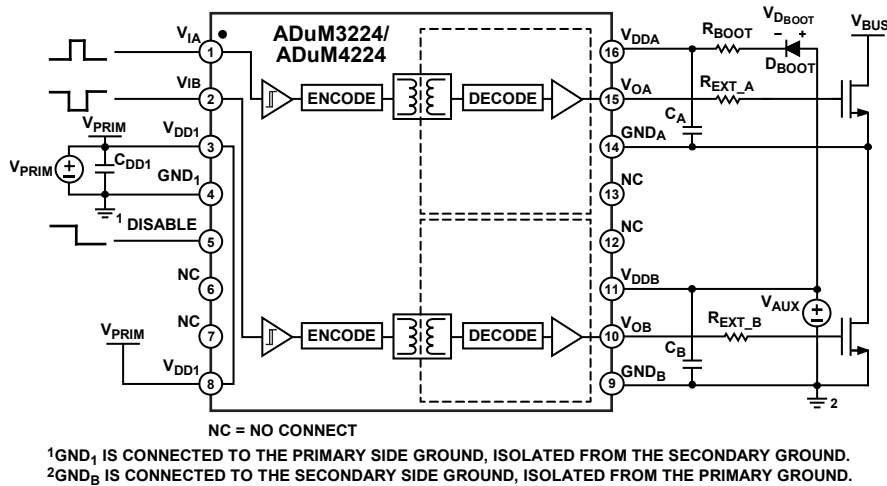 ADuM3224/
ADuM4224
VIA
1
VIB
2
VPRIM
VDD1
3
VPRIM
CDD1
GND1
4
1
DISABLE
5
NC
6
NC
7
VPRIM
VDD1
8
ENCODE
DECODE
ENCODE
DECODE
16
VDDA
RBOOT
VDBOOT
− +
DBOOT
VBUS
15
VOA
REXT_A
CA
14
GNDA
13
NC
12
NC
11
VDDB
VAUX
10
VOB
REXT_B
CB
9
GNDB
2
NC = NO CONNECT
1GND1 IS CONNECTED TO THE PRIMARY SIDE GROUND, ISOLATED FROM THE SECONDARY GROUND.
2GNDB IS CONNECTED TO THE SECONDARY SIDE GROUND, ISOLATED FROM THE PRIMARY GROUND.